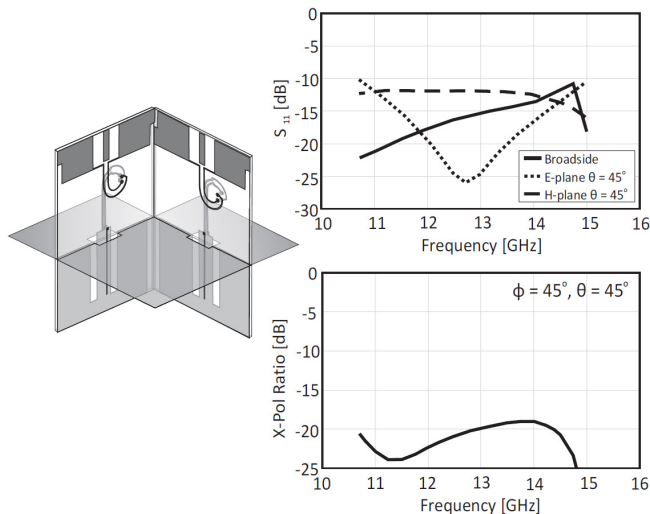 0
-5
-10
-15
-20
-25
-30
S 11 [dB]
Broadside
E-plane θ = 45°
H-plane θ = 45°
10 11 12 13 14 15 16
Frequency [GHz]
0
-5
-10
-15
-20
-25
X-Pol Ratio [dB]
ϕ = 45°, θ = 45°
10 11 12 13 14 15 16
Frequency [GHz]